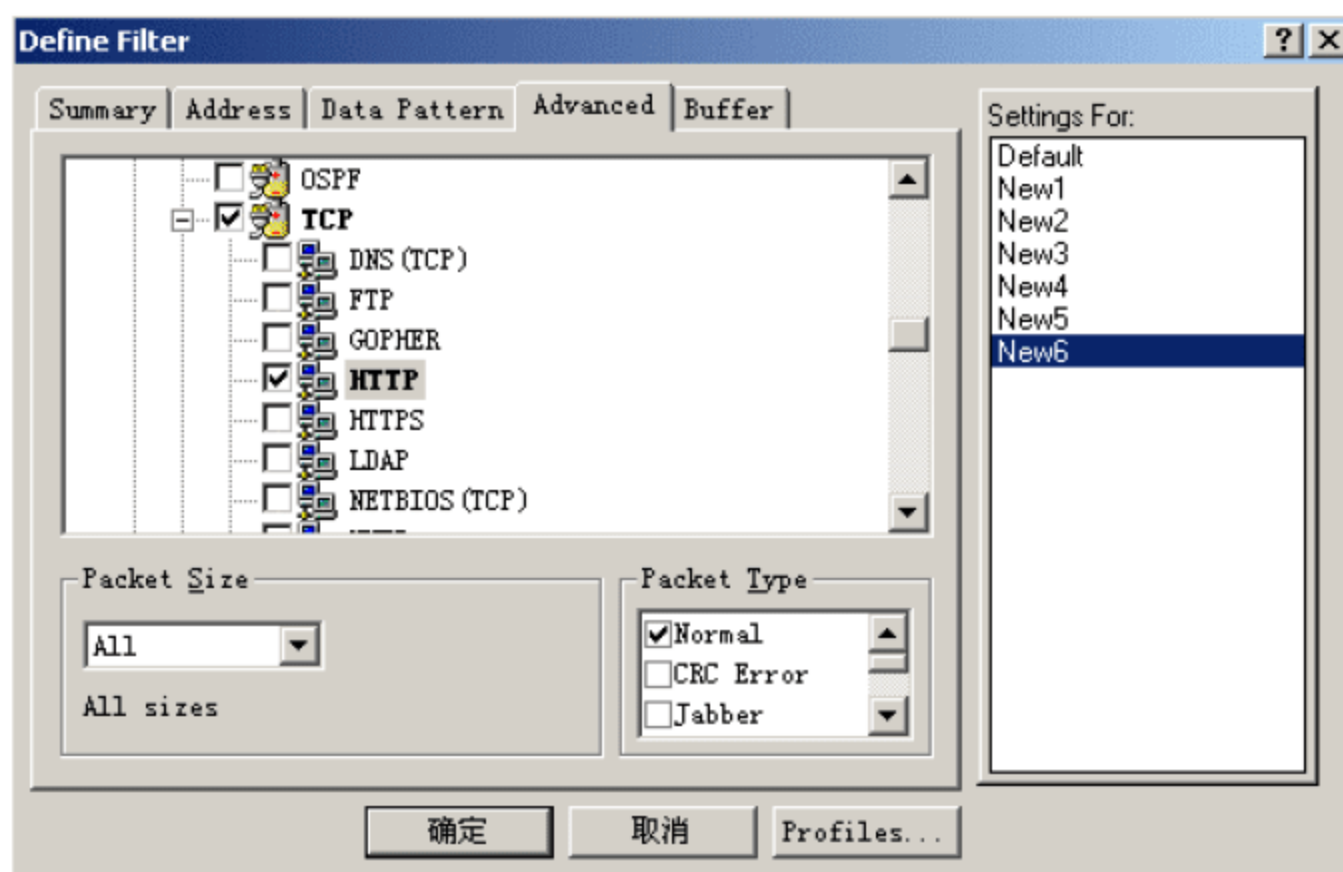 Define Filter
Summary Address Data Pattern Advanced Buffer
OSPF
TCP
DNS(TCP)
FTP
GOPHER
HTTP
HTTPS
LDAP
NETBIOS(TCP)
Packet Size
All
All sizes
Packet Type
Normal
CRC Error
Jabber
Settings For:
Default
New1
New2
New3
New4
New5
New6
确定 取消 Profiles...